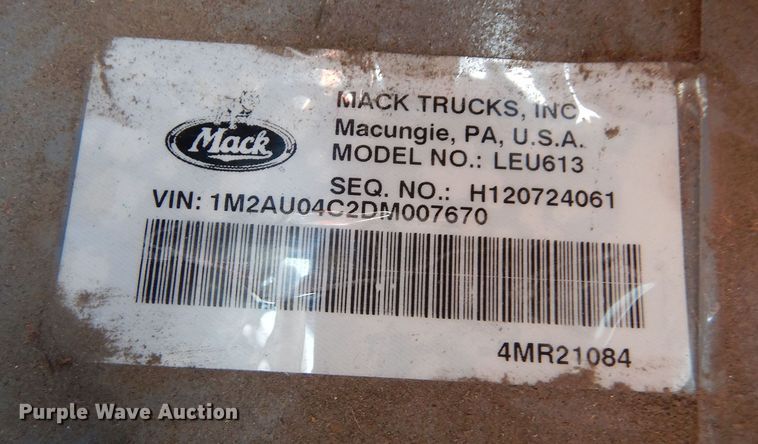 MACK TRUCKS, INC.
Macungie, PA, U.S.A.
Mack
MODEL NO.: LEU613
SEQ. NO.: H120724061
VIN: 1M2AU04C2DM007670
4MR21084
Purple Wave Auction